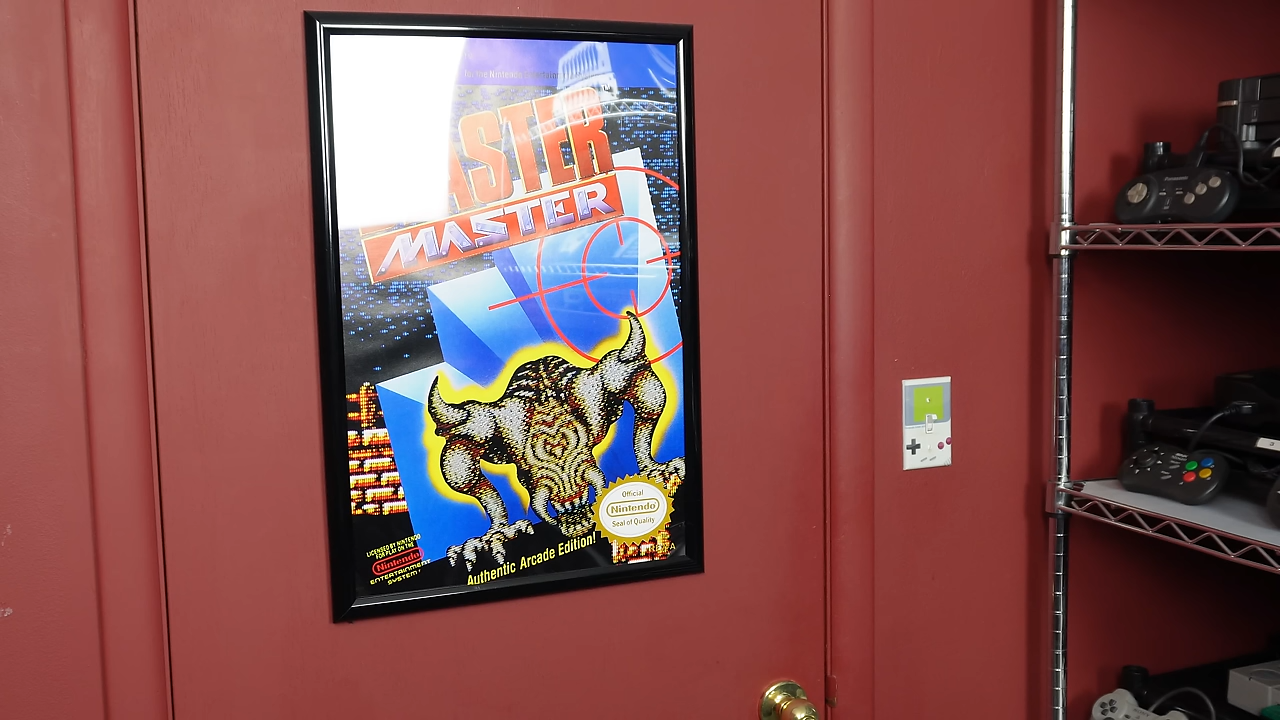 ASTER
MASTER
Official
Nintendo
Seal of Quality
LICENSED BY NINTENDO
FOR PLAY ON THE
Nintendo
ENTERTAINMENT
SYSTEM
Authentic Arcade Edition!